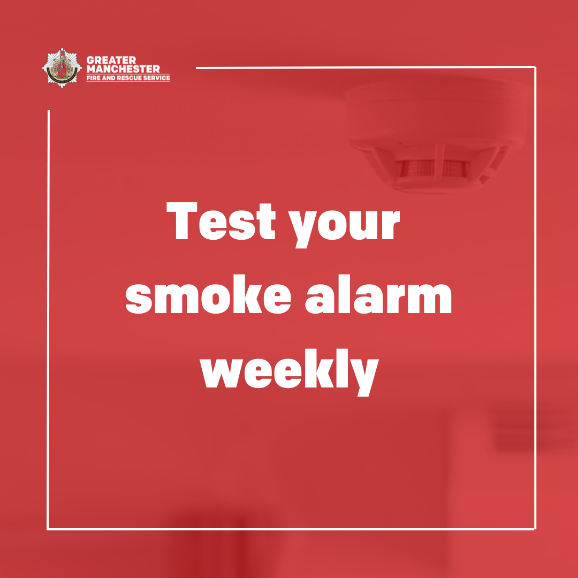 GREATER
MANCHESTER
FIRE AND RESCUE SERVICE
Test your
smoke alarm
weekly